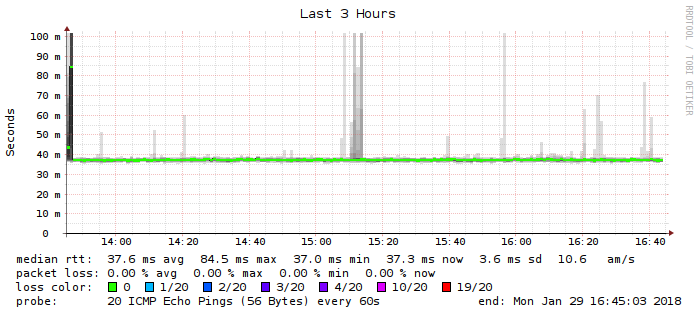 Last 3 Hours
RRDTOOL / TOBI OETIKER
Seconds
100 m
90 m
80 m
70 m
60 m
50 m
40 m
30 m
20 m
10 m
0
14:00 14:20 14:40 15:00 15:20 15:40 16:00 16:20 16:40
median rtt: 37.6 ms avg 84.5 ms max 37.0 ms min 37.3 ms now 3.6 ms sd 10.6 am/s
packet loss: 0.00 % avg 0.00 % max 0.00 % min 0.00 % now
loss color: 0 1/20 2/20 3/20 4/20 10/20 19/20
probe: 20 ICMP Echo Pings (56 Bytes) every 60s end: Mon Jan 29 16:45:03 2018